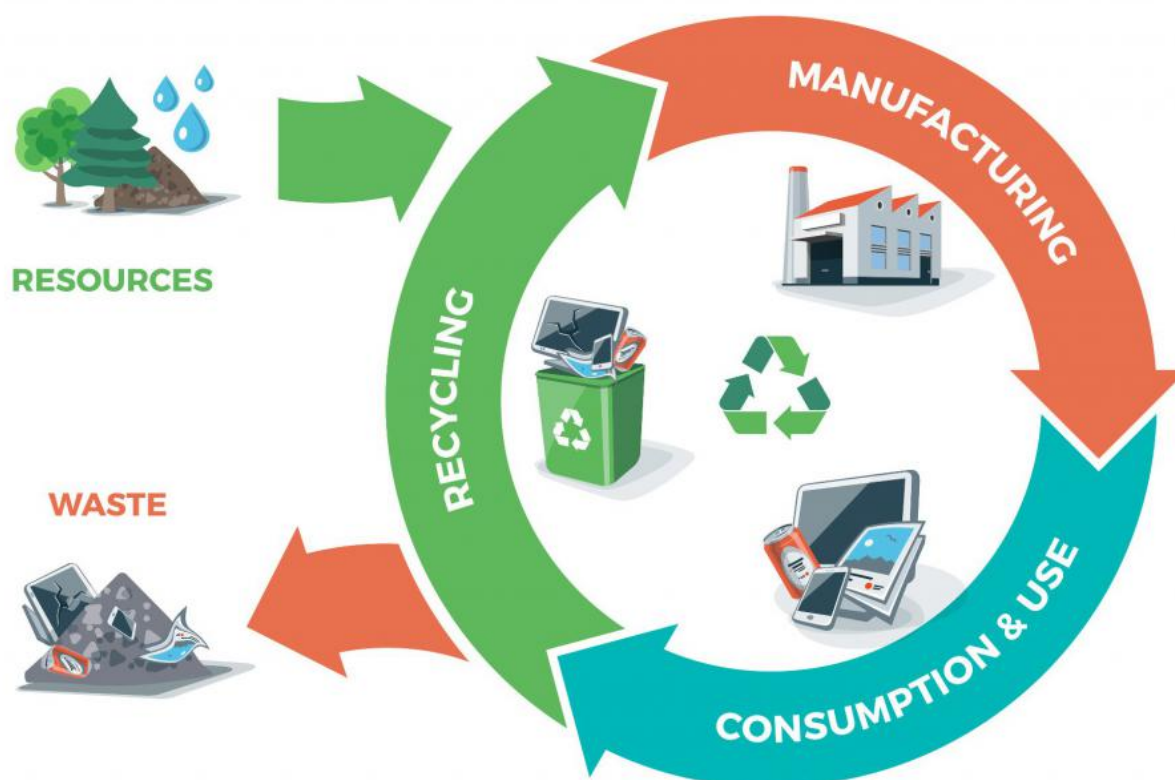 RESOURCES
WASTE
RECYCLING
MANUFACTURING
CONSUMPTION & USE